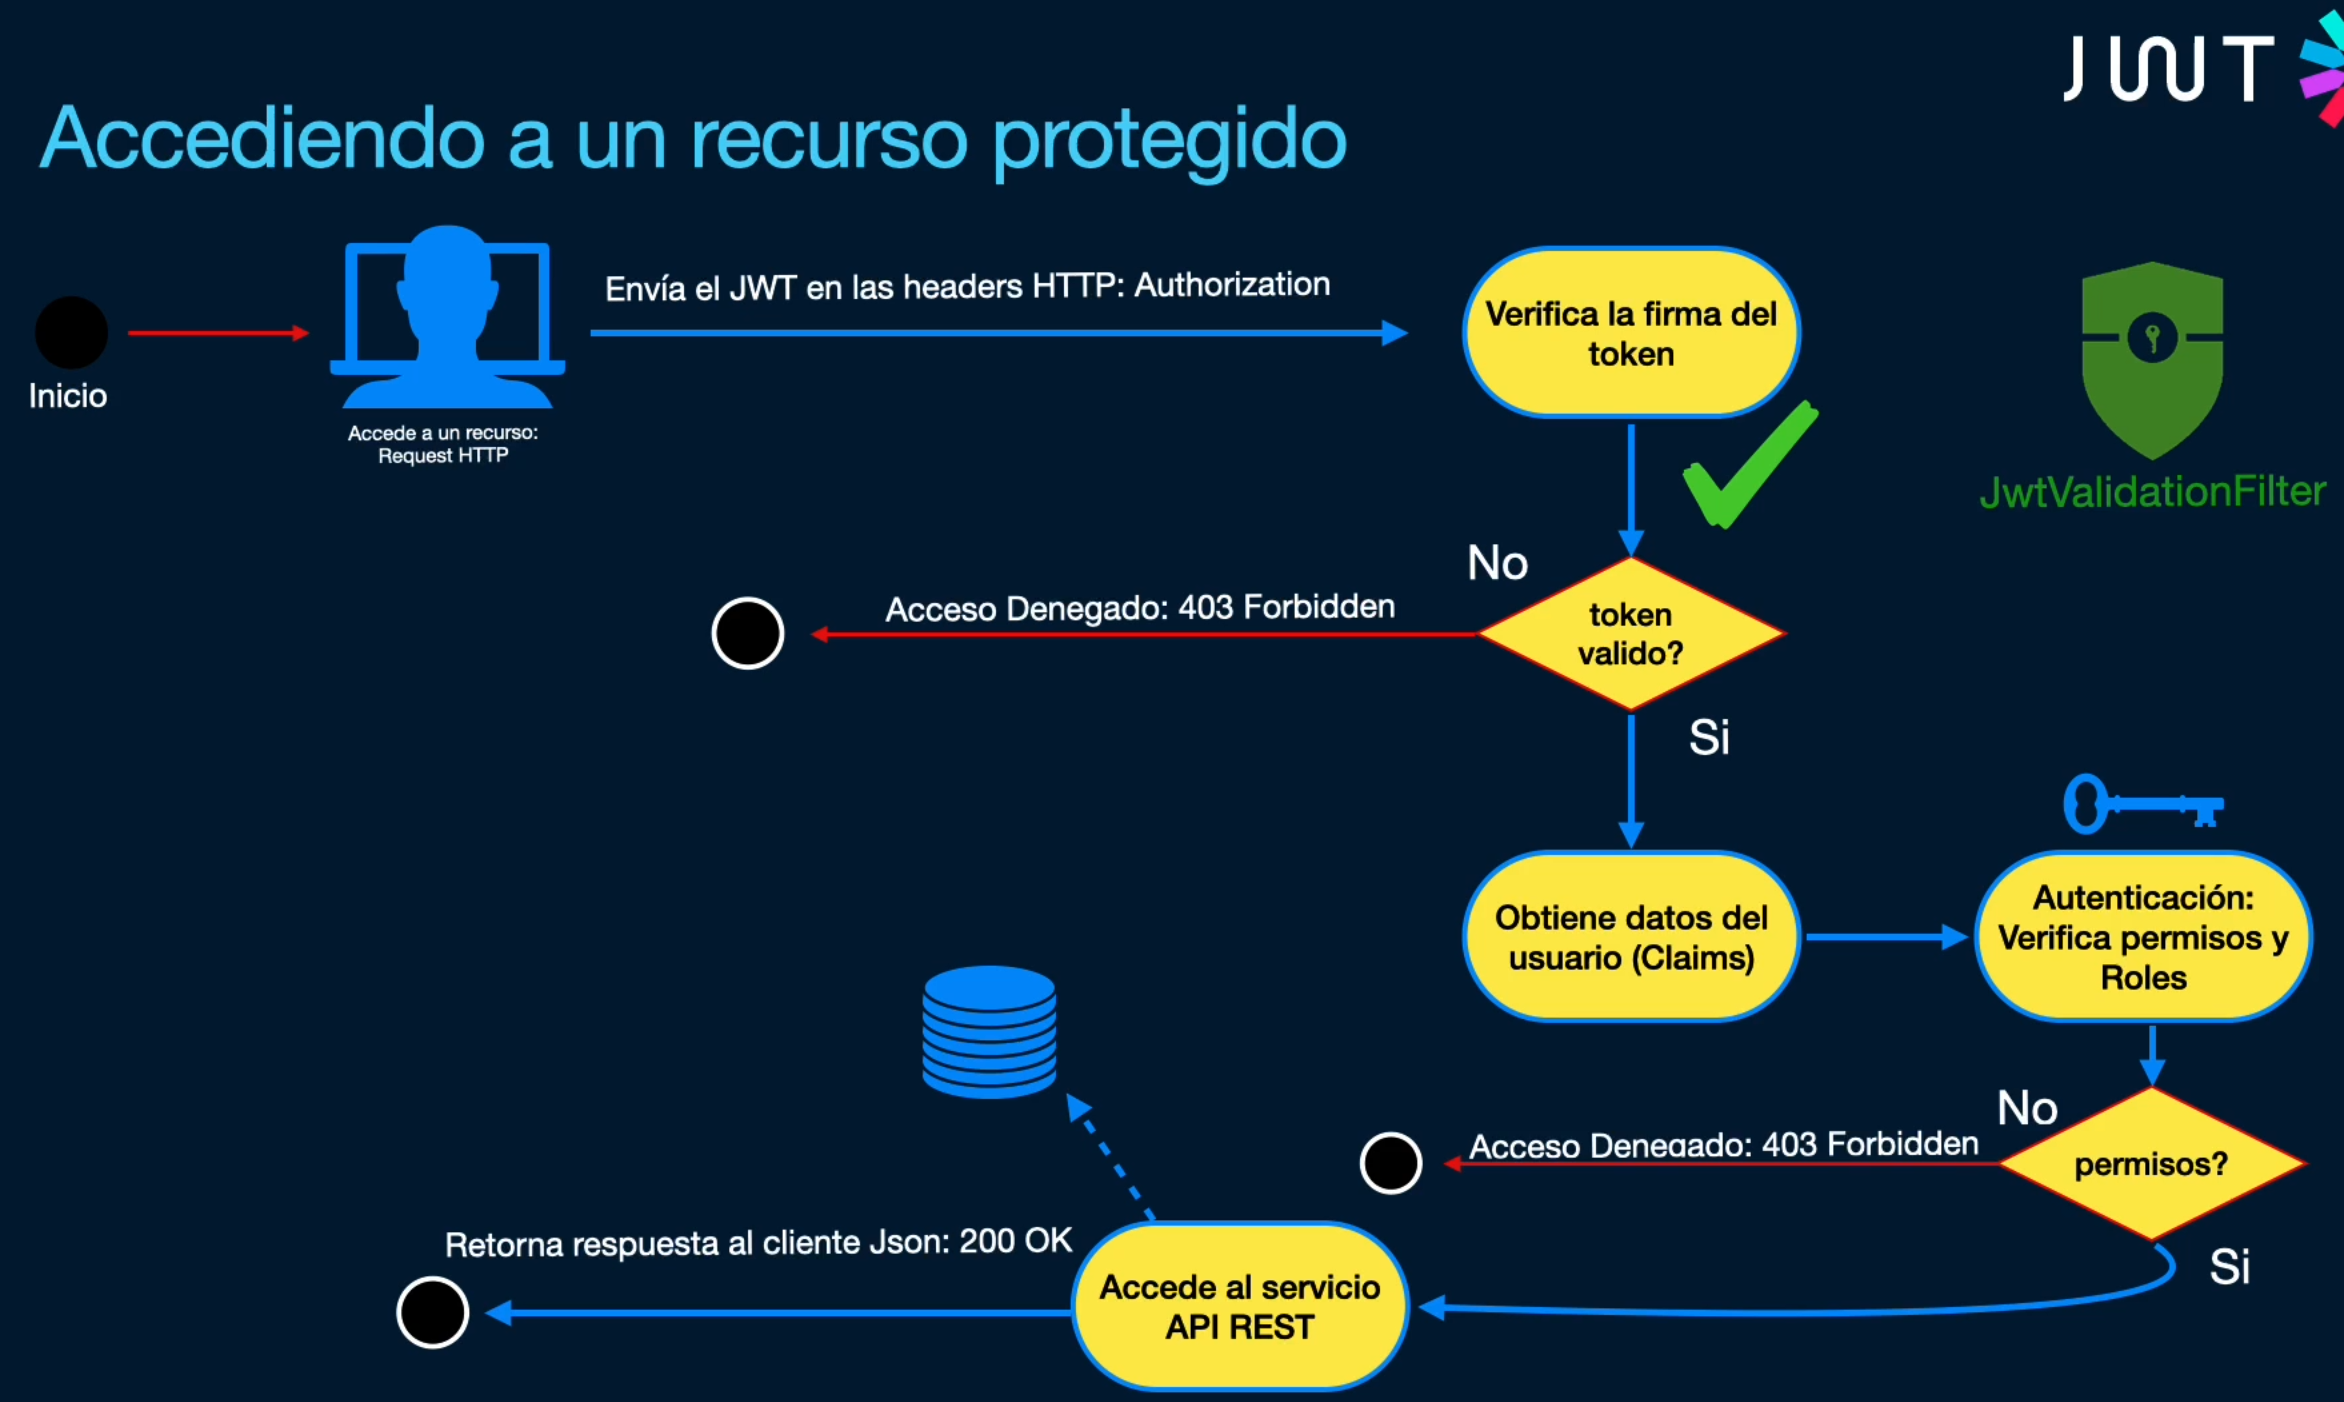 JWT
Accediendo a un recurso protegido
Inicio
Accede a un recurso:
Request HTTP
Envía el JWT en las headers HTTP: Authorization
Verifica la firma del
token
JwtValidationFilter
No
Acceso Denegado: 403 Forbidden
token
valido?
Si
Obtiene datos del
usuario (Claims)
Autenticación:
Verifica permisos y
Roles
No
Acceso Denegado: 403 Forbidden
permisos?
Si
Accede al servicio
API REST
Retorna respuesta al cliente Json: 200 OK